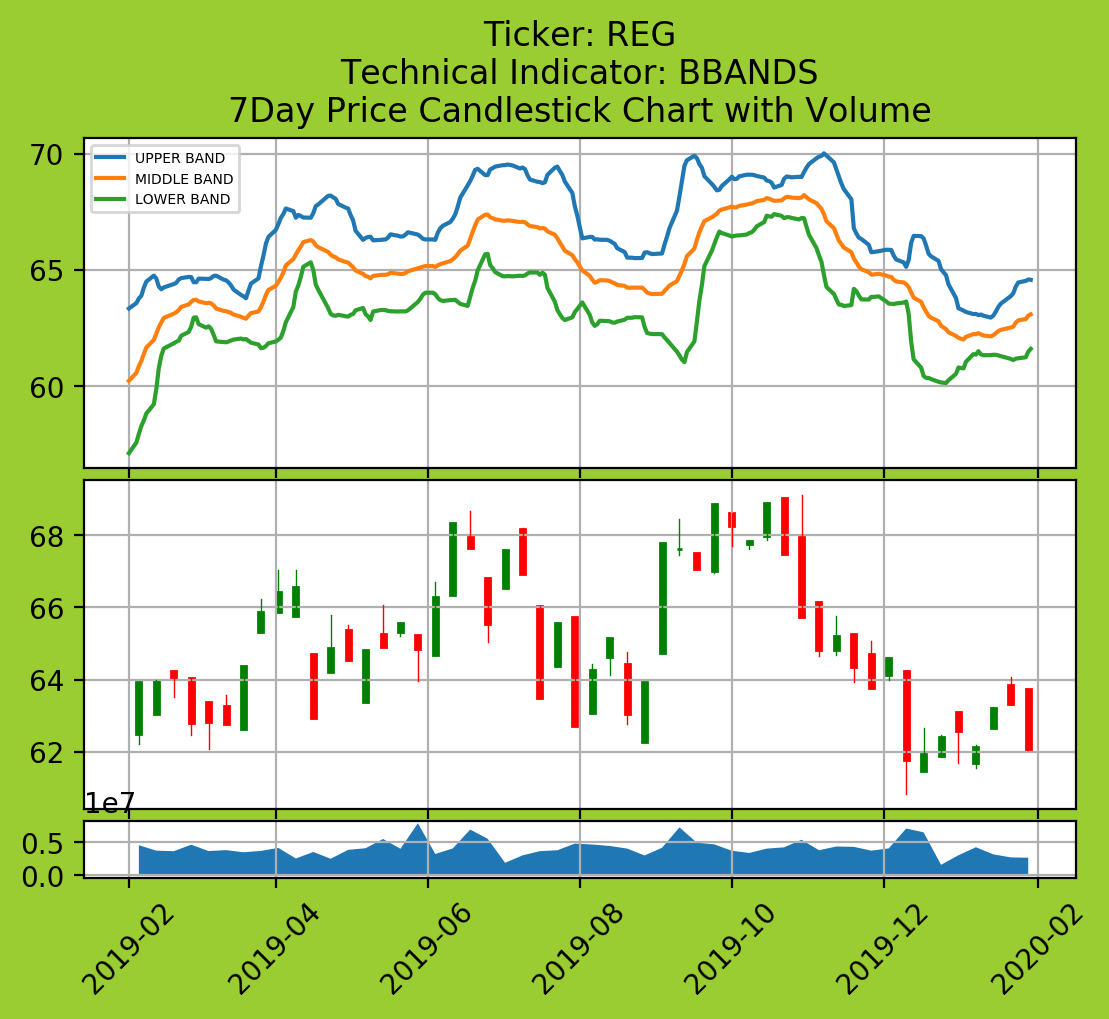 Ticker: REG
Technical Indicator: BBANDS
7Day Price Candlestick Chart with Volume
UPPER BAND
MIDDLE BAND
LOWER BAND
70
65
60
68
66
64
62
1e7
0.5
0.0
2019-02
2019-04
2019-06
2019-08
2019-10
2019-12
2020-02